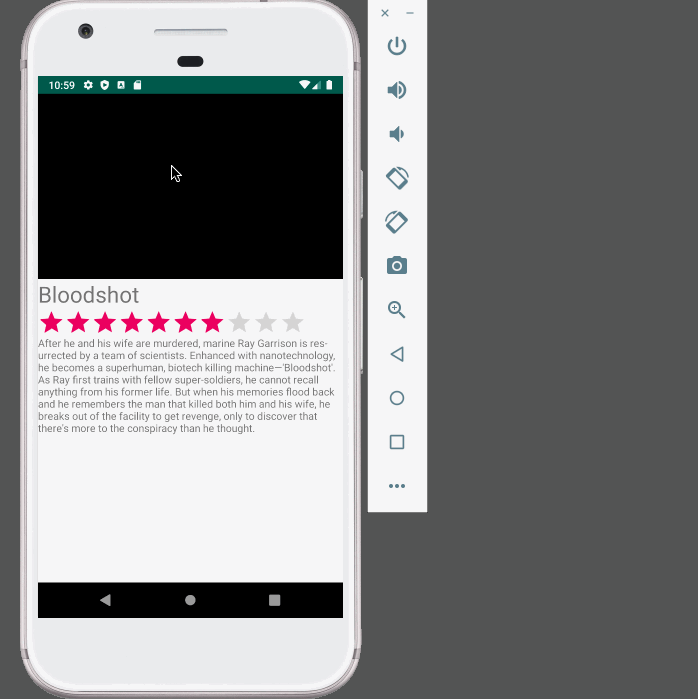 10:59
Bloodshot
After he and his wife are murdered, marine Ray Garrison is res-
urrected by a team of scientists. Enhanced with nanotechnology,
he becomes a superhuman, biotech killing machine—'Bloodshot'.
As Ray first trains with fellow super-soldiers, he cannot recall
anything from his former life. But when his memories flood back
and he remembers the man that killed both him and his wife, he
breaks out of the facility to get revenge, only to discover that
there's more to the conspiracy than he thought.